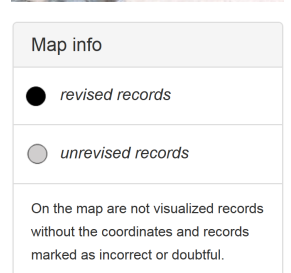 Map info
revised records
unrevised records
On the map are not visualized records
without the coordinates and records
marked as incorrect or doubtful.